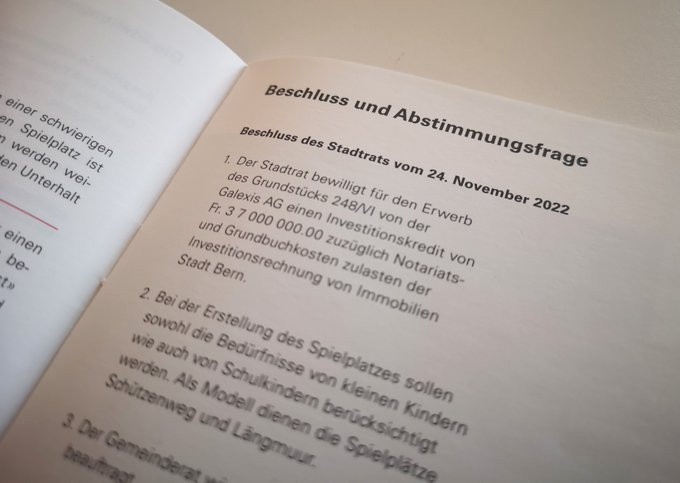 einer schwierigen
en Spielplatz ist
n werden wei-
den Unterhalt
einen
be-
t»
Beschluss und Abstimmungsfrage
Beschluss des Stadtrats vom 24. November 2022
1. Der Stadtrat bewilligt für den Erwerb
des Grundstücks 248/VI von der
Galexis AG einen Investitionskredit von
Fr. 3 7 000 000.00 zuzüglich Notariats-
und Grundbuchkosten zulasten der
Investitionsrechnung von Immobilien
Stadt Bern.
2. Bei der Erstellung des Spielplatzes sollen
sowohl die Bedürfnisse von kleinen Kindern
wie auch von Schulkindern berücksichtigt
werden. Als Modell dienen die Spielplätze
Schützenweg und Längmuur.
3. Der Gemeinderat wi
beauftragt